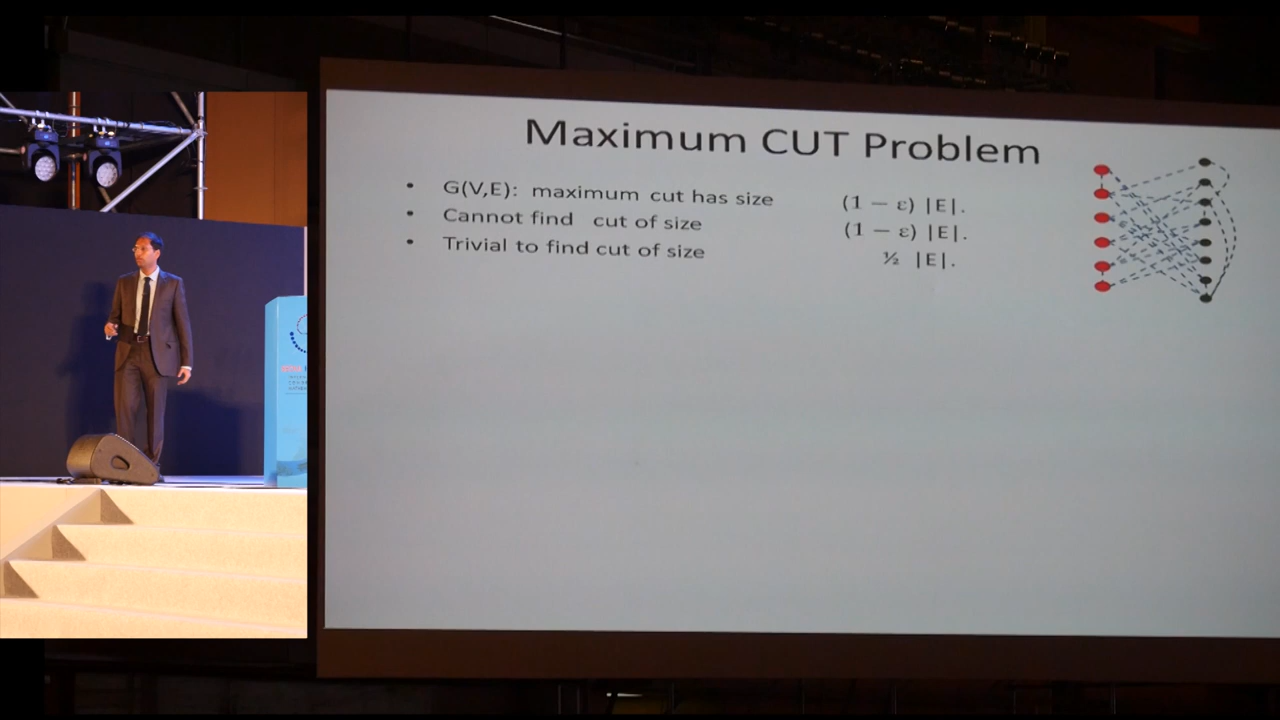 Maximum CUT Problem
• G(V,E): maximum cut has size (1 − ε) |E|.
• Cannot find cut of size (1 − ε) |E|.
• Trivial to find cut of size ½ |E|.